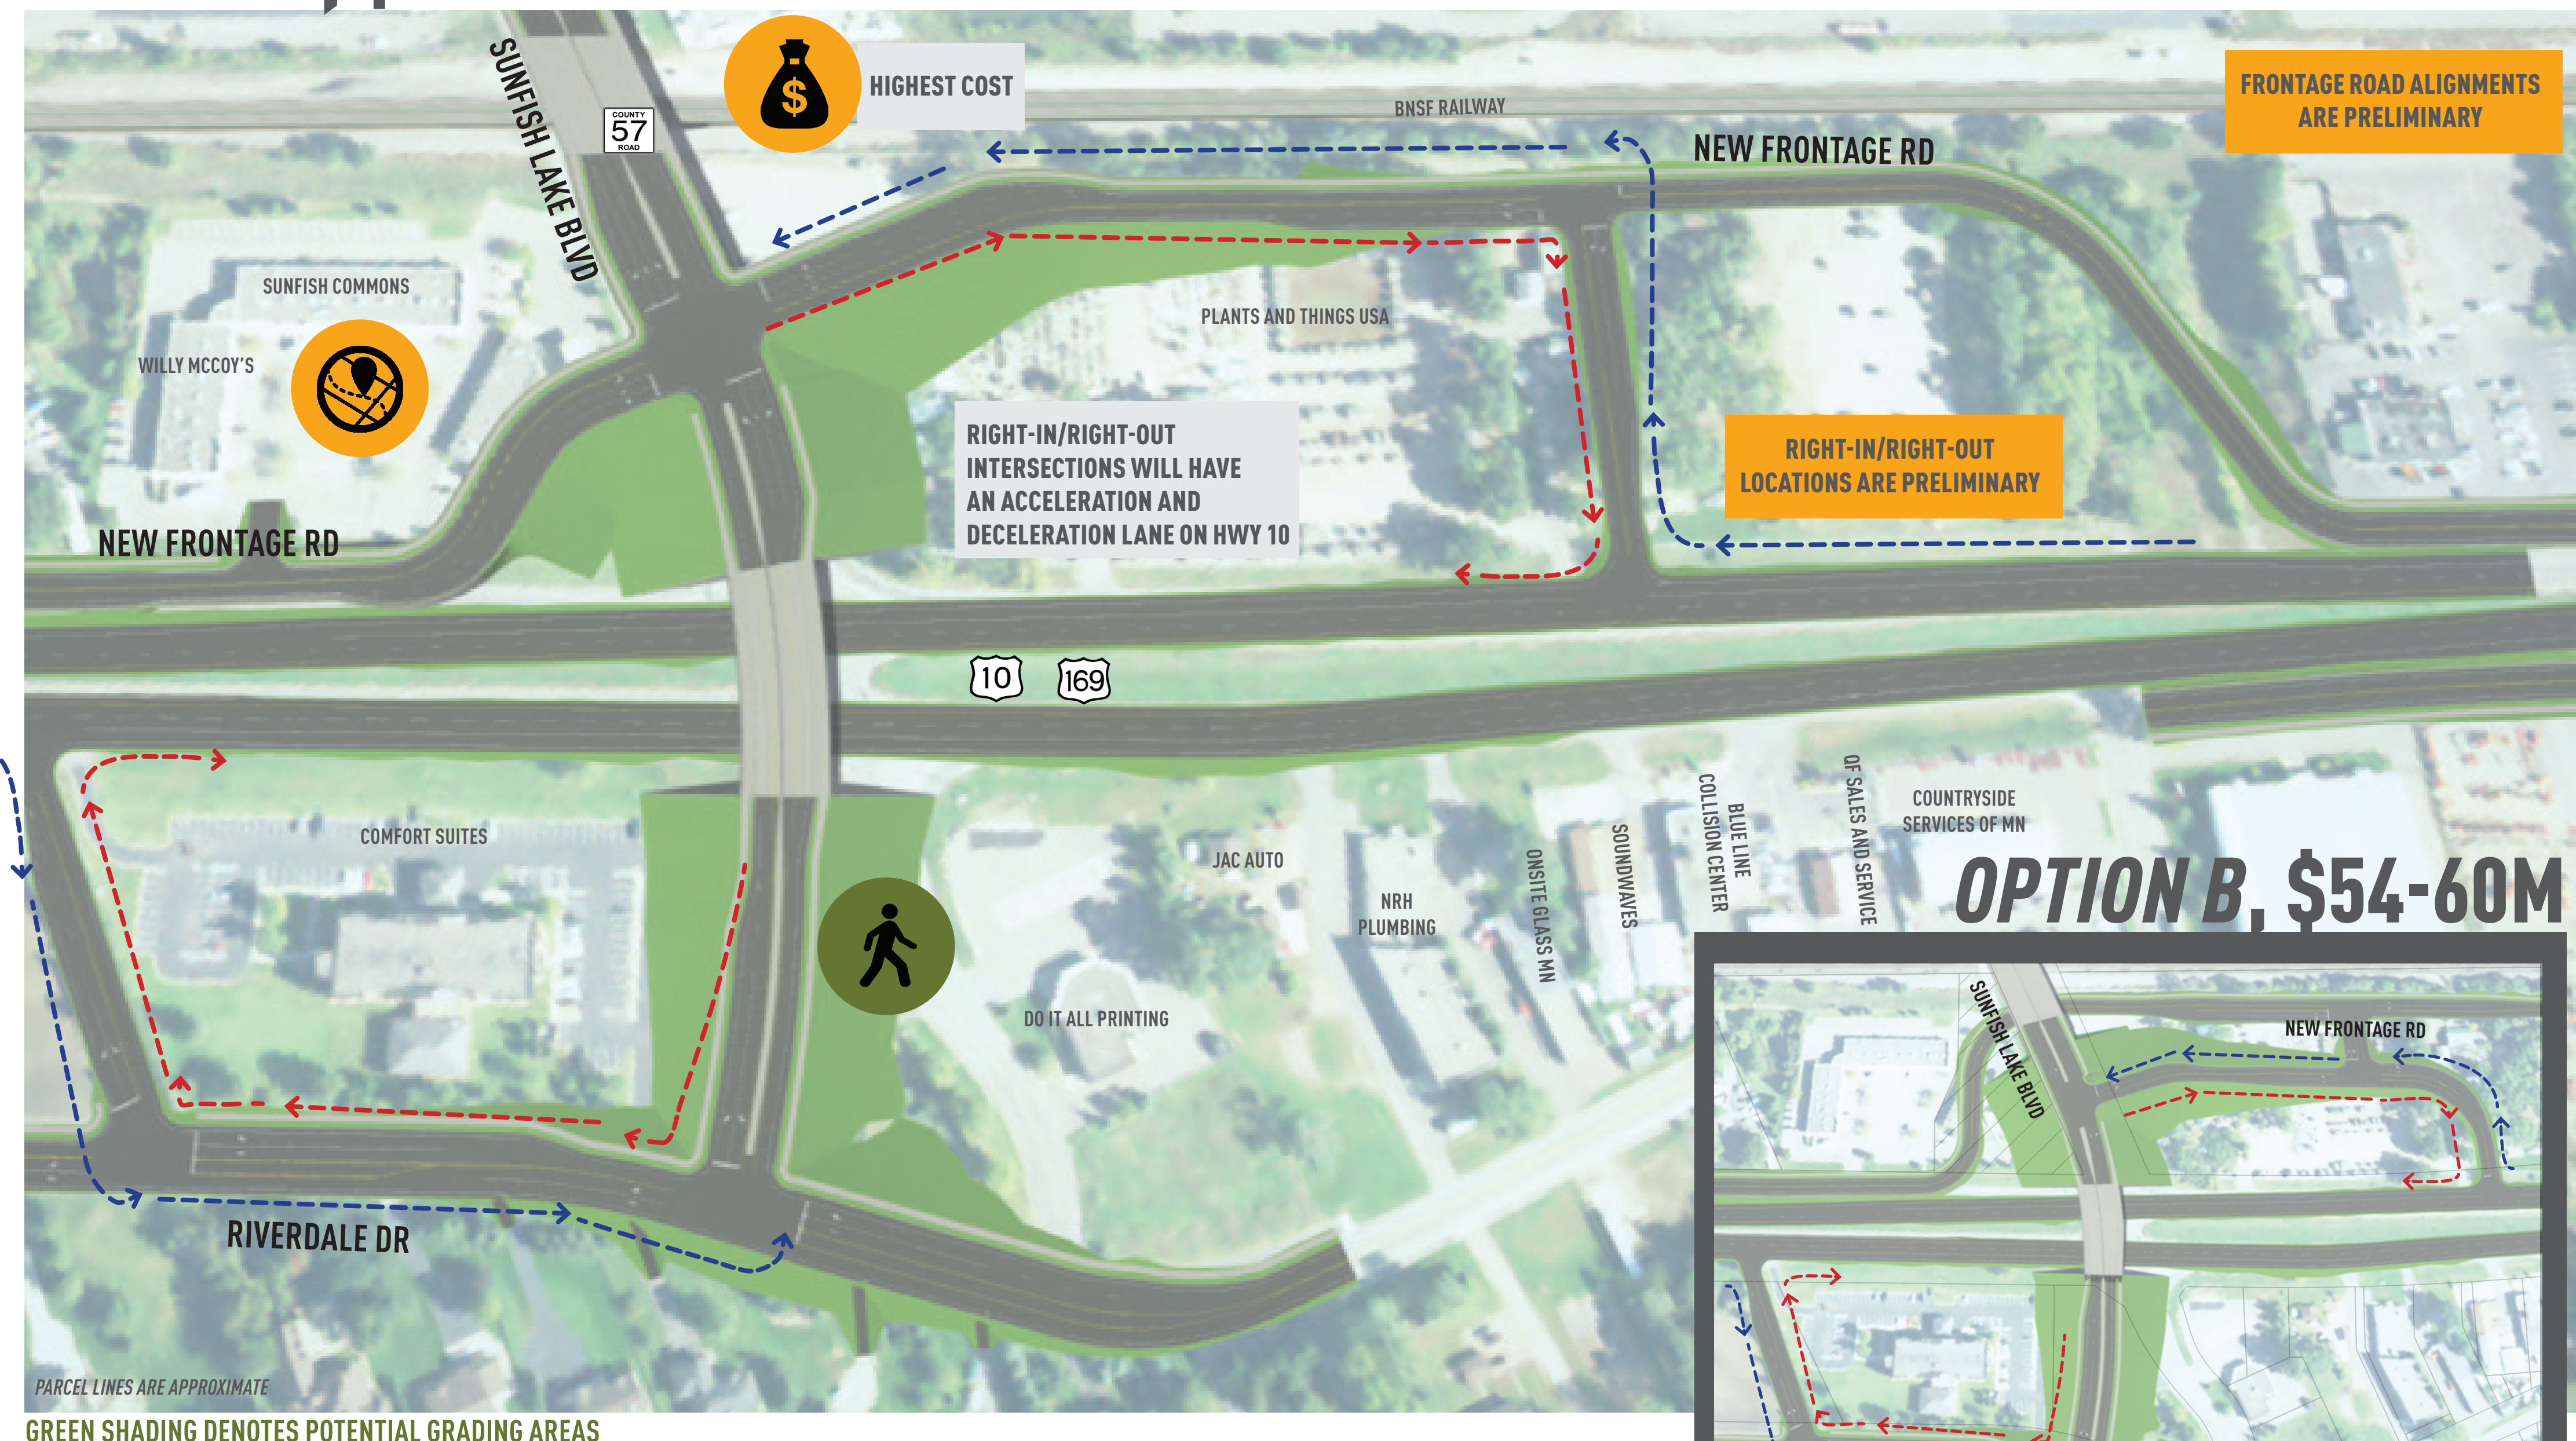 SUNFISH LAKE BLVD
COUNTY
57
ROAD
$
HIGHEST COST
BNSF RAILWAY
NEW FRONTAGE RD
FRONTAGE ROAD ALIGNMENTS
ARE PRELIMINARY
SUNFISH COMMONS
WILLY MCCOY'S
PLANTS AND THINGS USA
RIGHT-IN/RIGHT-OUT
INTERSECTIONS WILL HAVE
AN ACCELERATION AND
DECELERATION LANE ON HWY 10
RIGHT-IN/RIGHT-OUT
LOCATIONS ARE PRELIMINARY
NEW FRONTAGE RD
10
169
COMFORT SUITES
JAC AUTO
NRH
PLUMBING
ONSITE GLASS MN
SOUNDWAVES
BLUE LINE
COLLISION CENTER
QF SALES AND SERVICE
COUNTRYSIDE
SERVICES OF MN
DO IT ALL PRINTING
OPTION B, $54-60M
SUNFISH LAKE BLVD
NEW FRONTAGE RD
RIVERDALE DR
PARCEL LINES ARE APPROXIMATE
GREEN SHADING DENOTES POTENTIAL GRADING AREAS